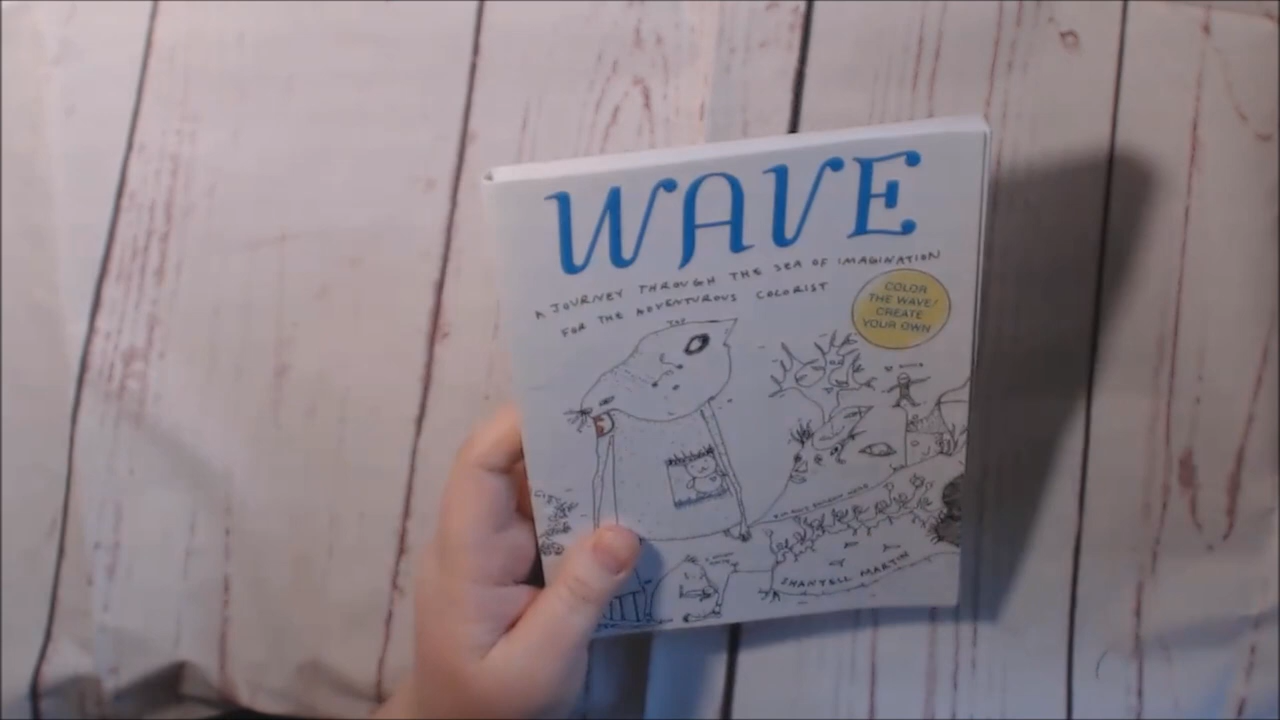 WAVE
A JOURNEY THROUGH THE SEA OF IMAGINATION
FOR THE ADVENTUROUS COLORIST
COLOR
THE WAVE/
CREATE
YOUR OWN
SHANTELL MARTIN